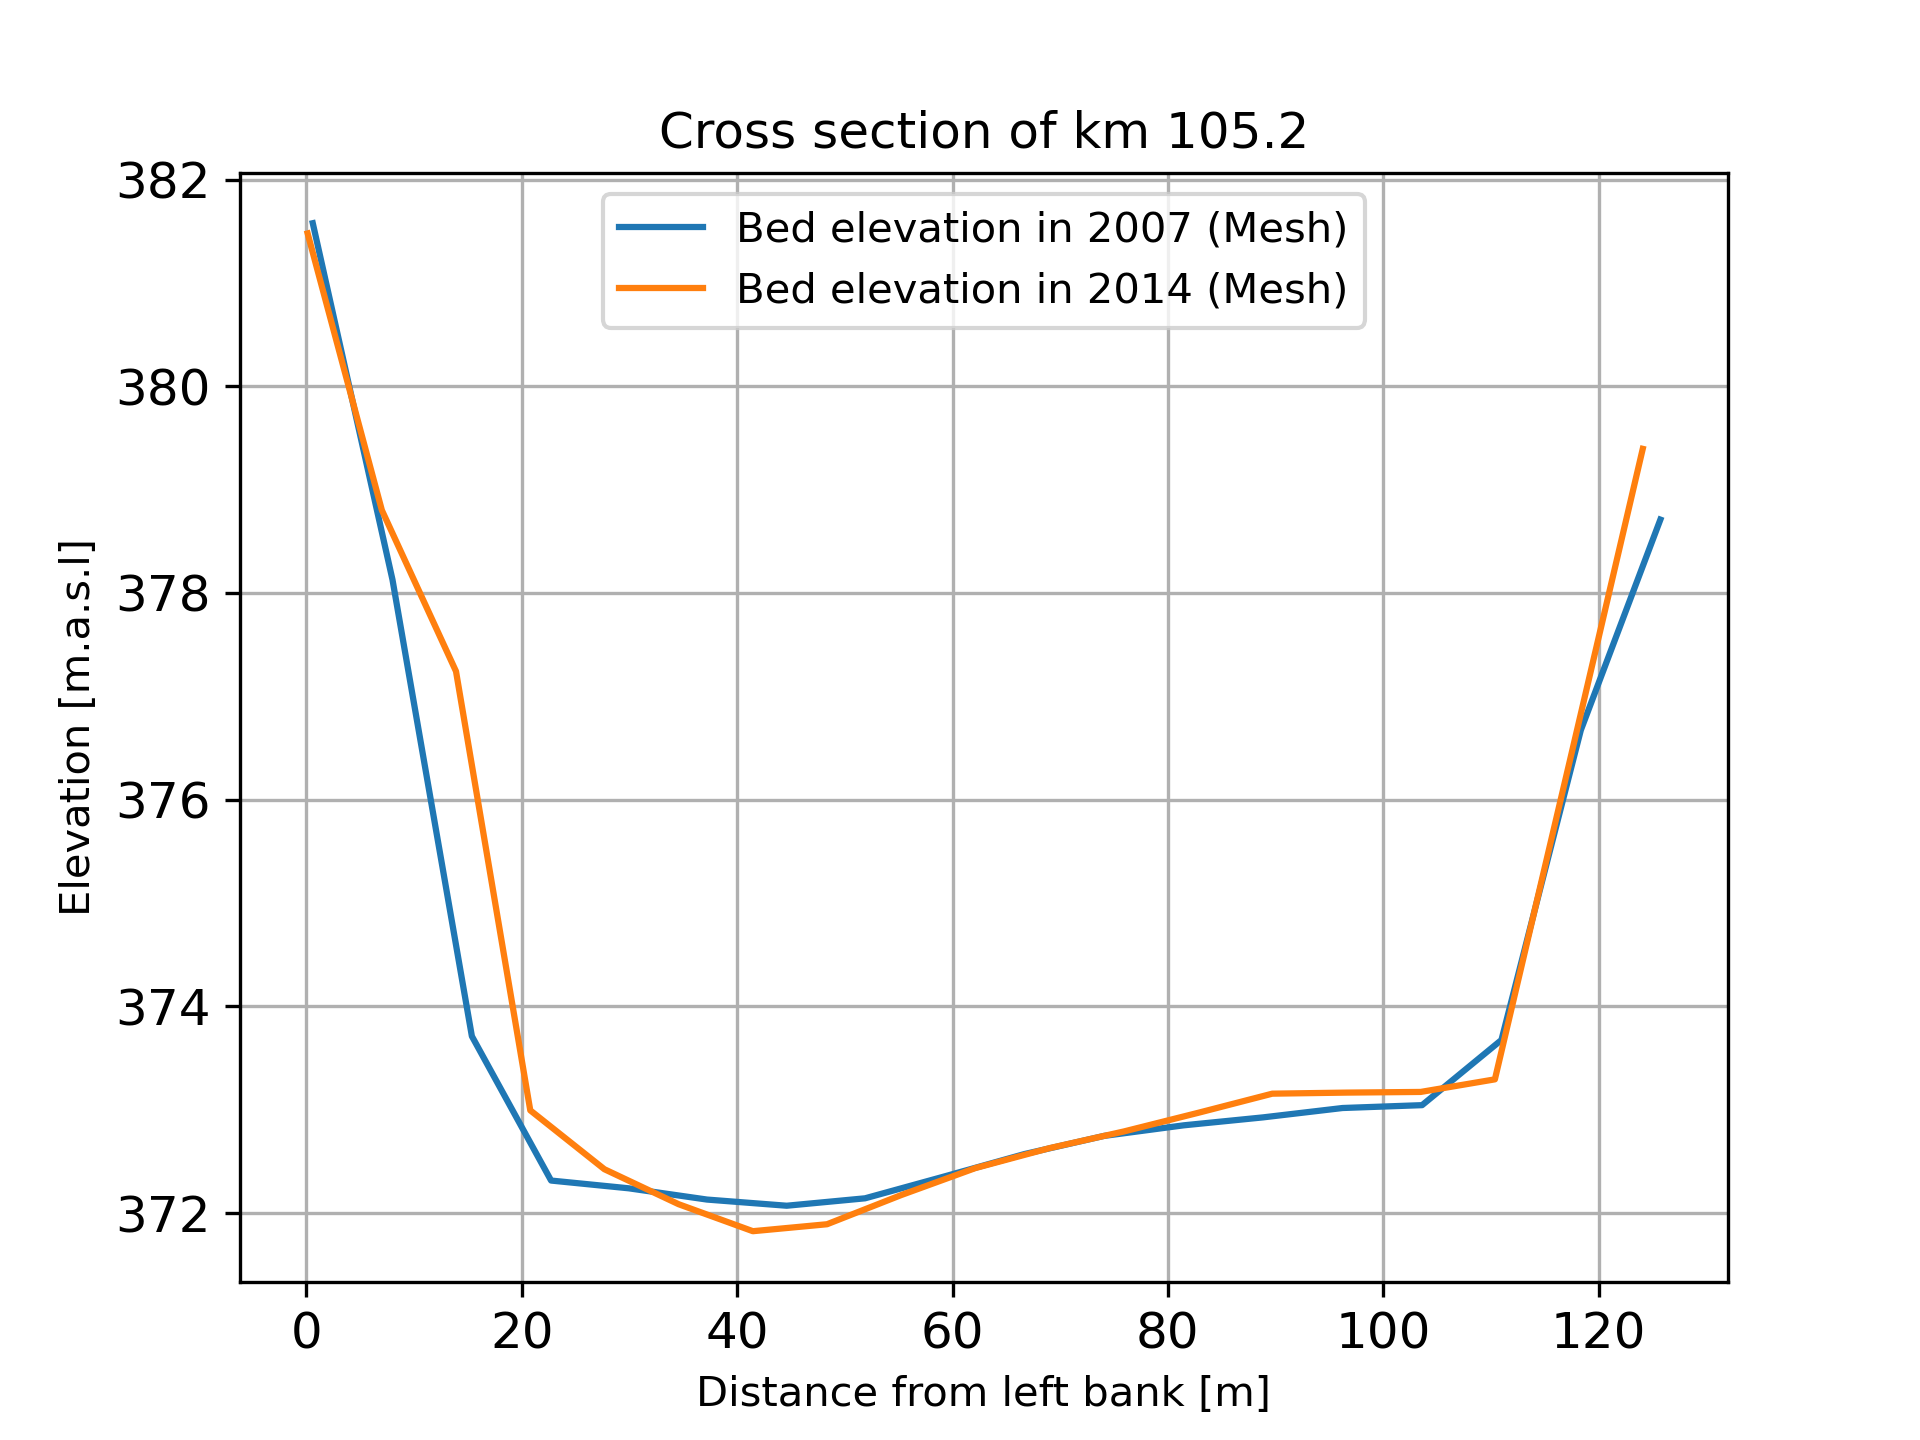 Cross section of km 105.2
Bed elevation in 2007 (Mesh)
Bed elevation in 2014 (Mesh)
Elevation [m.a.s.l]
382
380
378
376
374
372
0 20 40 60 80 100 120
Distance from left bank [m]